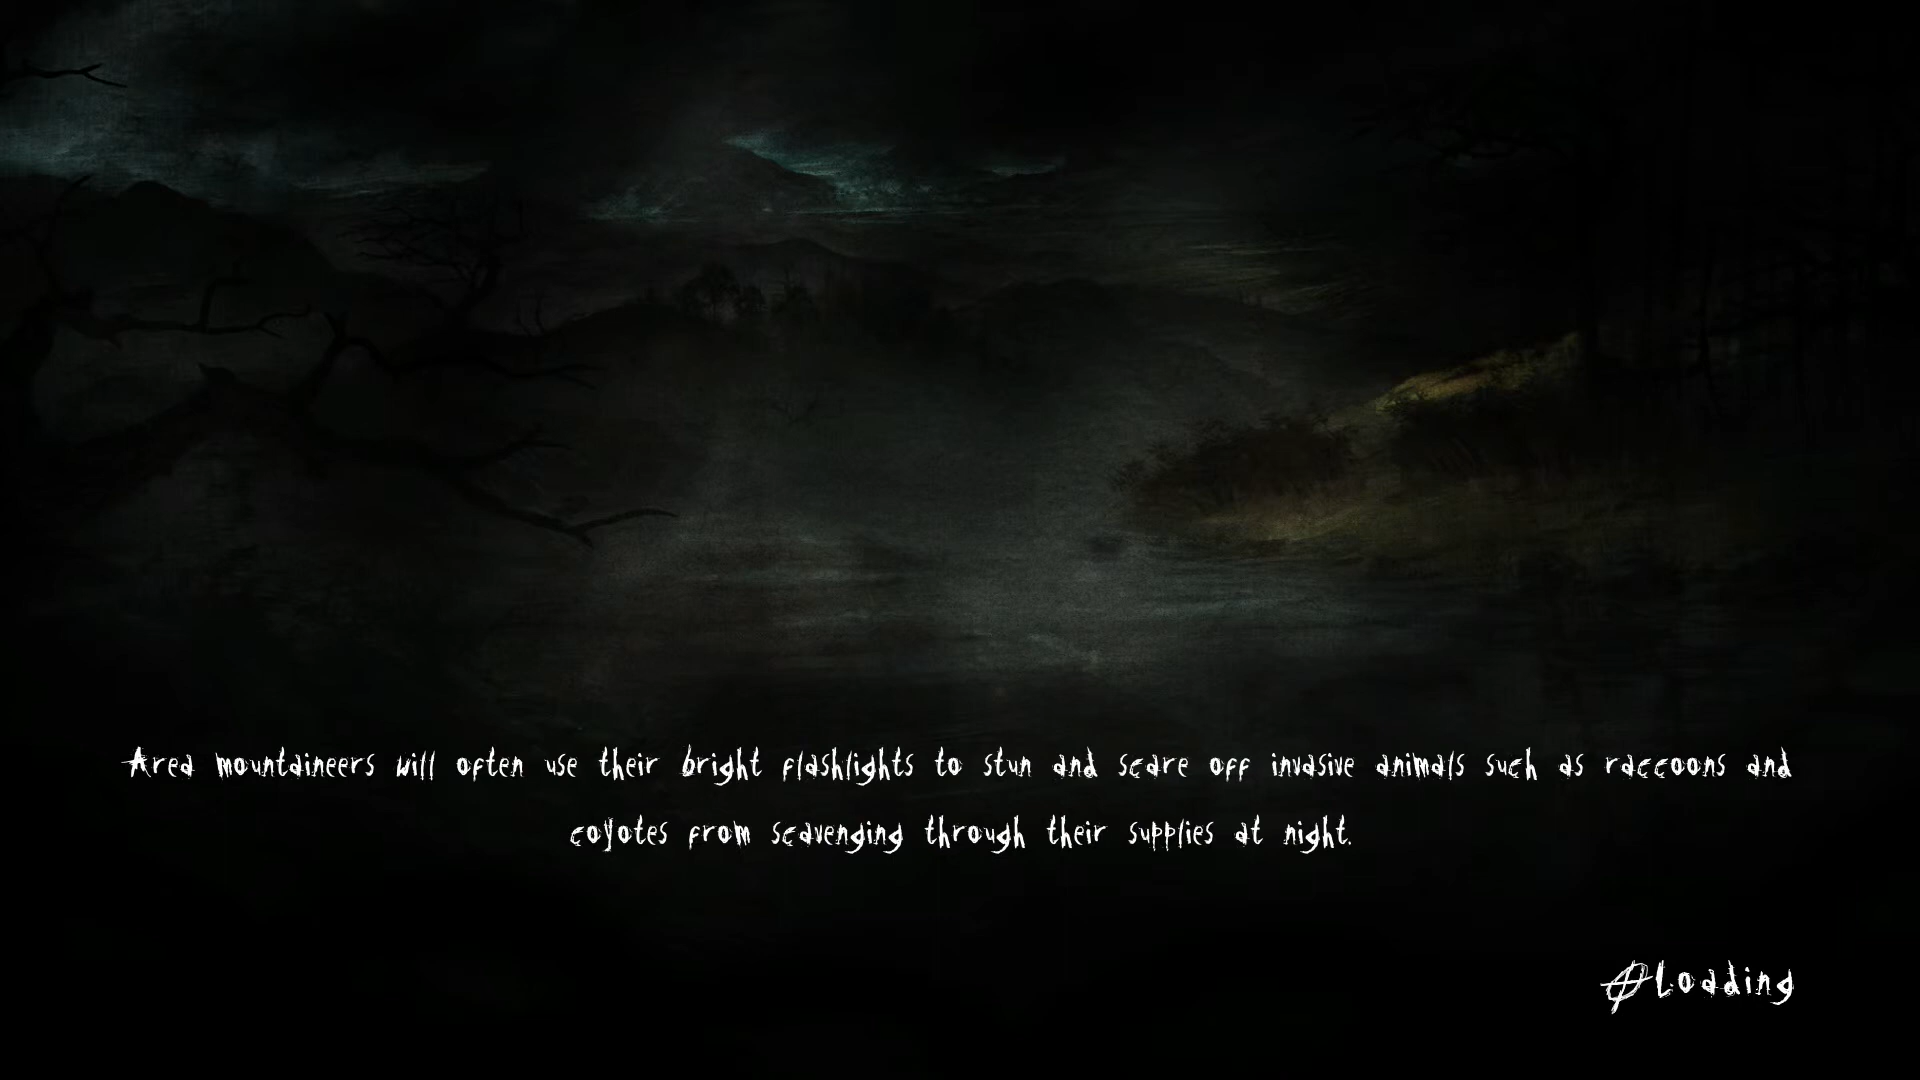 Area mountaineers will often use their bright flashlights to stun and scare off invasive animals such as raccoons and
coyotes from scavenging through their supplies at night.
Loading